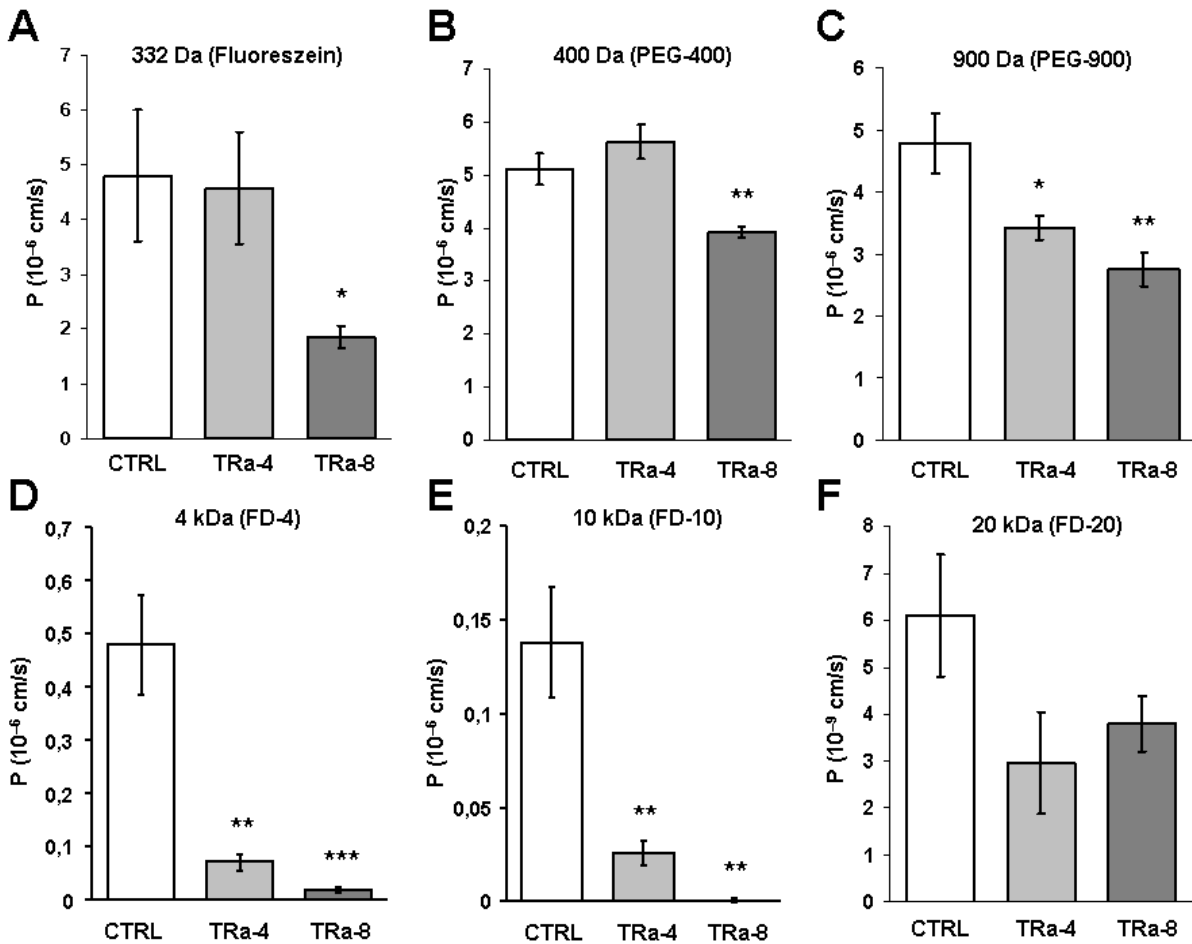 A
332 Da (Fluoreszein)
P (10⁻⁶ cm/s)
7
6
5
4
3
2
1
0
*
CTRL TRa-4 TRa-8
B
400 Da (PEG-400)
P (10⁻⁶ cm/s)
7
6
5
4
3
2
1
0
**
CTRL TRa-4 TRa-8
C
900 Da (PEG-900)
P (10⁻⁶ cm/s)
6
5
4
3
2
1
0
*
**
CTRL TRa-4 TRa-8
D
4 kDa (FD-4)
P (10⁻⁶ cm/s)
0,7
0,6
0,5
0,4
0,3
0,2
0,1
0
**
***
CTRL TRa-4 TRa-8
E
10 kDa (FD-10)
P (10⁻⁶ cm/s)
0,2
0,15
0,1
0,05
0
**
**
CTRL TRa-4 TRa-8
F
20 kDa (FD-20)
P (10⁻⁹ cm/s)
8
7
6
5
4
3
2
1
0
CTRL TRa-4 TRa-8